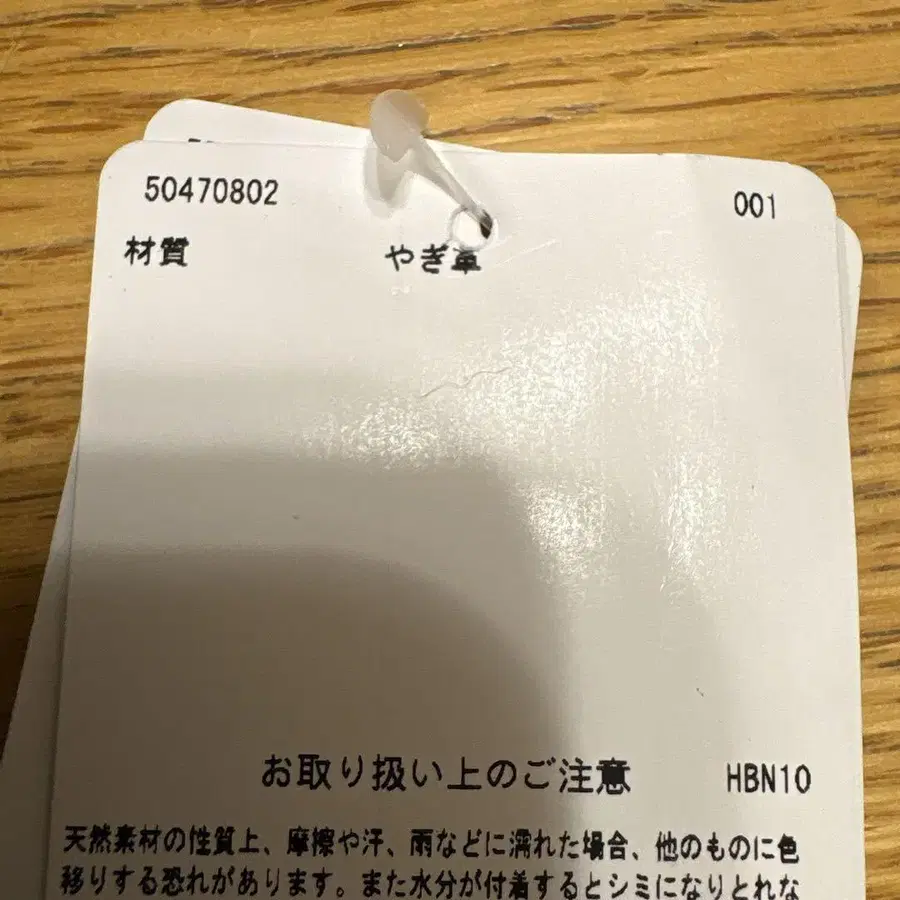 50470802 001
材質 やぎ革
お取り扱い上のご注意 HBN10
天然素材の性質上、摩擦や汗、雨などに濡れた場合、他のものに色
移りする恐れがあります。また水分が付着するとシミになりとれな